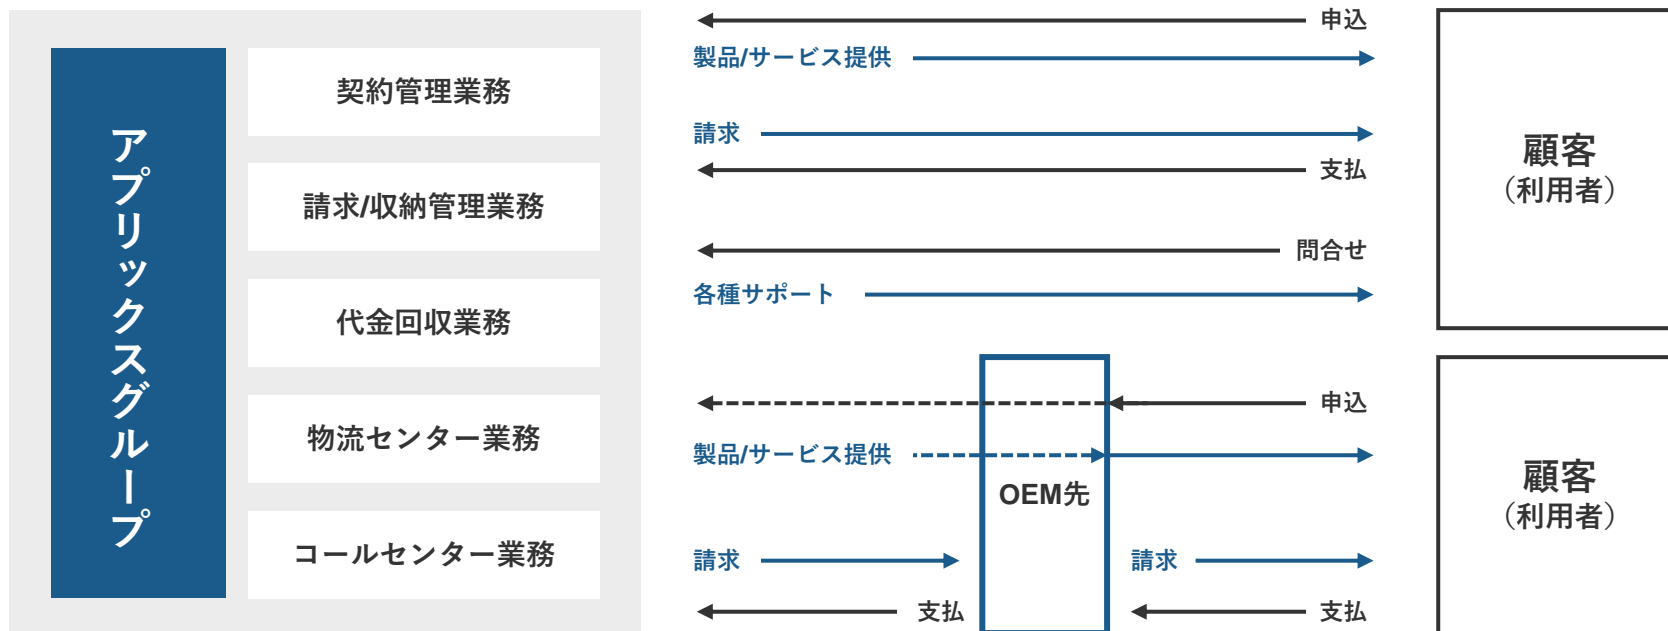 アプリックスグループ
契約管理業務
請求/収納管理業務
代金回収業務
物流センター業務
コールセンター業務
申込
製品/サービス提供
請求
支払
問合せ
各種サポート
顧客
（利用者）
申込
製品/サービス提供
OEM先
請求
請求
支払
支払
顧客
（利用者）